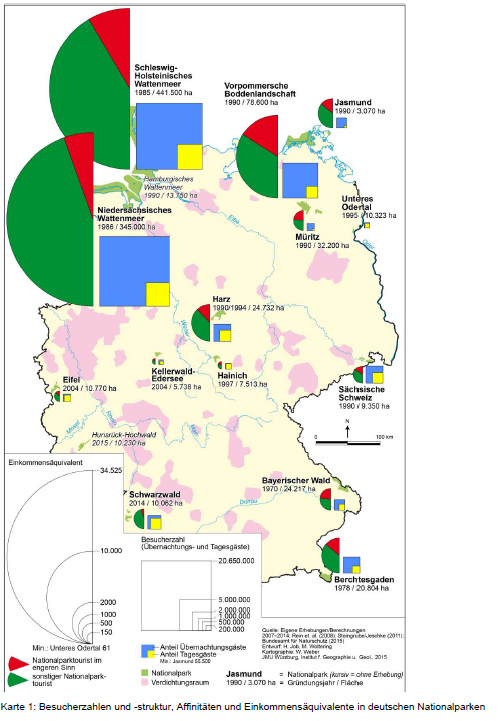 Schleswig-
Holsteinisches
Wattenmeer
1985 / 441.500 ha
Vorpommersche
Boddenlandschaft
1990 / 78.600 ha
Jasmund
1990 / 3.070 ha
Hamburgisches
Wattenmeer
1990 / 13.750 ha
Niedersächsisches
Wattenmeer
1986 / 345.000 ha
Elbe
Unteres
Odertal
1995 / 10.323 ha
Oder
Müritz
1990 / 32.200 ha
Harz
1990/1994 / 24.732 ha
Weser
Kellerwald-
Edersee
2004 / 5.738 ha
Hainich
1997 / 7.513 ha
Sächsische
Schweiz
1990 / 9.350 ha
Eifel
2004 / 10.770 ha
Mosel
Rhein
Main
Hunsrück-Hochwald
2015 / 10.230 ha
N
0 100 km
Bayerischer Wald
1970 / 24.217 ha
Donau
Schwarzwald
2014 / 10.062 ha
Berchtesgaden
1978 / 20.804 ha
Einkommensäquivalent
34.525
10.000
2000
1000
500
150
Min.: Unteres Odertal 61
Nationalparktourist im
engeren Sinn
sonstiger Nationalpark-
tourist
Besucherzahl
(Übernachtungs- und Tagesgäste)
20.650.000
5.000.000
2.000.000
1.000.000
500.000
200.000
Anteil Übernachtungsgäste
Anteil Tagesgäste
Min.: Jasmund 55.500
Nationalpark
Verdichtungsraum
Quelle: Eigene Erhebungen/Berechnungen
2007-2014; Rein et. al. (2008); Steingrube/Jeschke (2011);
Bundesamt für Naturschutz (2015)
Entwurf: H. Job, M. Woltering
Kartographie: W. Weber
JMU Würzburg, Institut f. Geographie u. Geol., 2015
Jasmund = Nationalpark (kursiv = ohne Erhebung)
1990 / 3.070 ha = Gründungsjahr / Fläche
Karte 1: Besucherzahlen und -struktur, Affinitäten und Einkommensäquivalente in deutschen Nationalparken